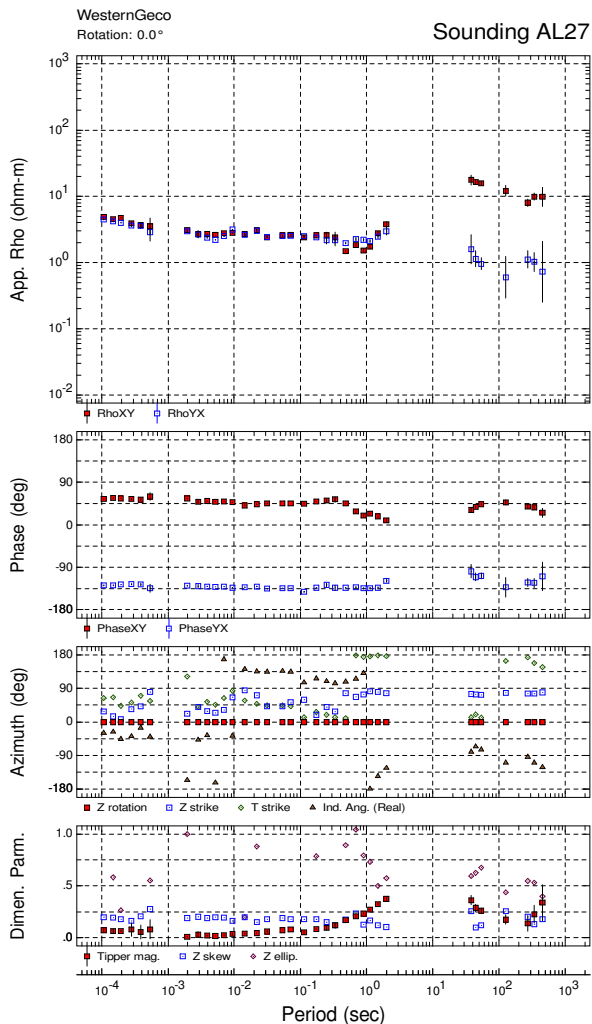 WesternGeco
Rotation: 0.0°
Sounding AL27
App. Rho (ohm-m)
10³
10²
10¹
10⁰
10⁻¹
10⁻²
RhoXY RhoYX
Phase (deg)
180
90
0
-90
-180
PhaseXY PhaseYX
Azimuth (deg)
180
90
0
-90
-180
Z rotation Z strike T strike Ind. Ang. (Real)
Dimen. Parm.
1.0
.5
.0
Tipper mag. Z skew Z ellip.
10⁻⁴ 10⁻³ 10⁻² 10⁻¹ 10⁰ 10¹ 10² 10³
Period (sec)